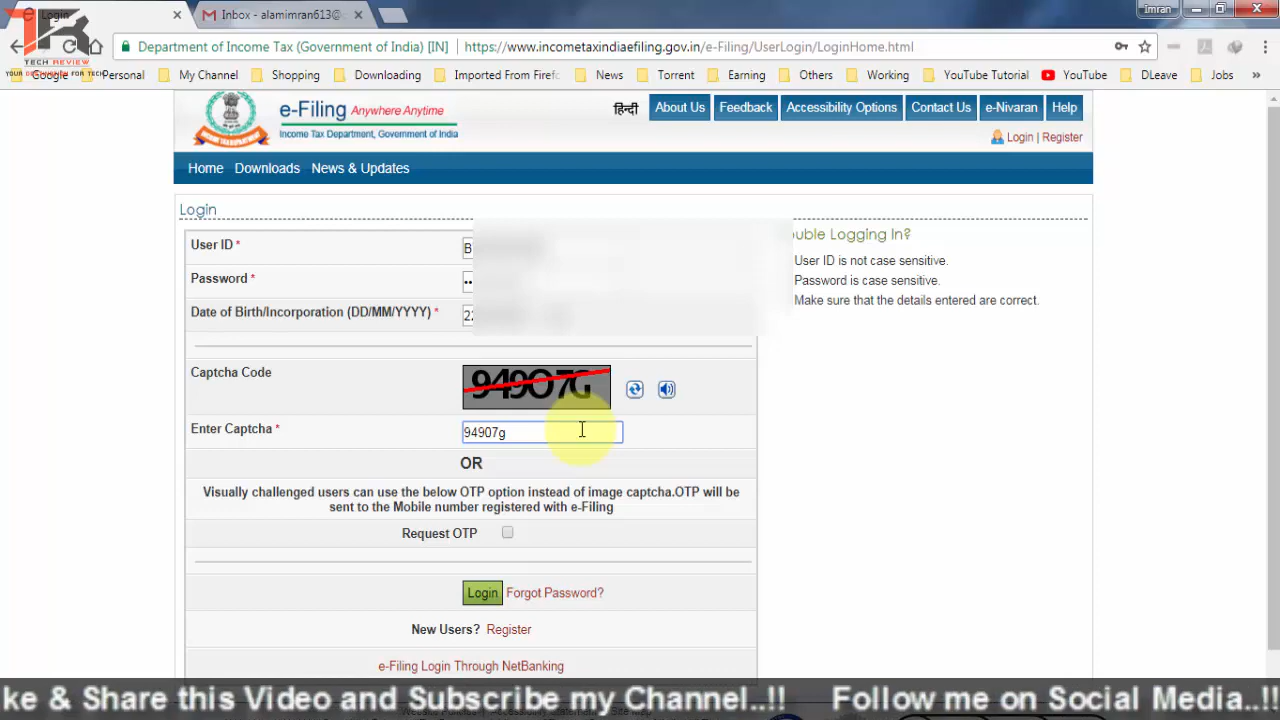 Login
Inbox - alamimran613@
Imran
TECH REVIEW
YOUR DESTINATION FOR TECH
Department of Income Tax (Government of India) [IN]
https://www.incometaxindiaefiling.gov.in/e-Filing/UserLogin/LoginHome.html
Google Personal My Channel Shopping Downloading Imported From Firef News Torrent Earning Others Working YouTube Tutorial YouTube DLeave Jobs »
e-Filing Anywhere Anytime
Income Tax Department, Government of India
हिन्दी About Us Feedback Accessibility Options Contact Us e-Nivaran Help
Login | Register
Home Downloads News & Updates
Login
User ID * B
Password * ••
Date of Birth/Incorporation (DD/MM/YYYY) * 22
uble Logging In?
User ID is not case sensitive.
Password is case sensitive.
Make sure that the details entered are correct.
Captcha Code 94907G
Enter Captcha * 94907g
OR
Visually challenged users can use the below OTP option instead of image captcha.OTP will be
sent to the Mobile number registered with e-Filing
Request OTP
Login Forgot Password?
New Users? Register
e-Filing Login Through NetBanking
ke & Share this Video and Subscribe my Channel..!! Follow me on Social Media..!!